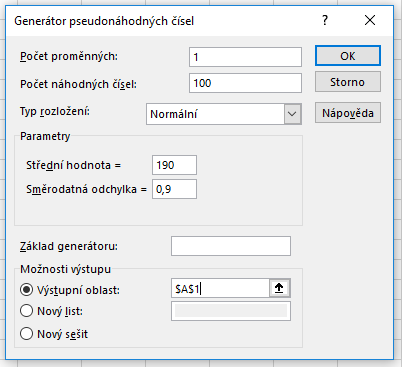 Generátor pseudonáhodných čísel
?
Počet proměnných: 1
OK
Počet náhodných čísel: 100
Storno
Typ rozložení: Normální
Nápověda
Parametry
Střední hodnota = 190
Směrodatná odchylka = 0,9
Základ generátoru:
Možnosti výstupu
Výstupní oblast: $A$1
Nový list:
Nový sešit